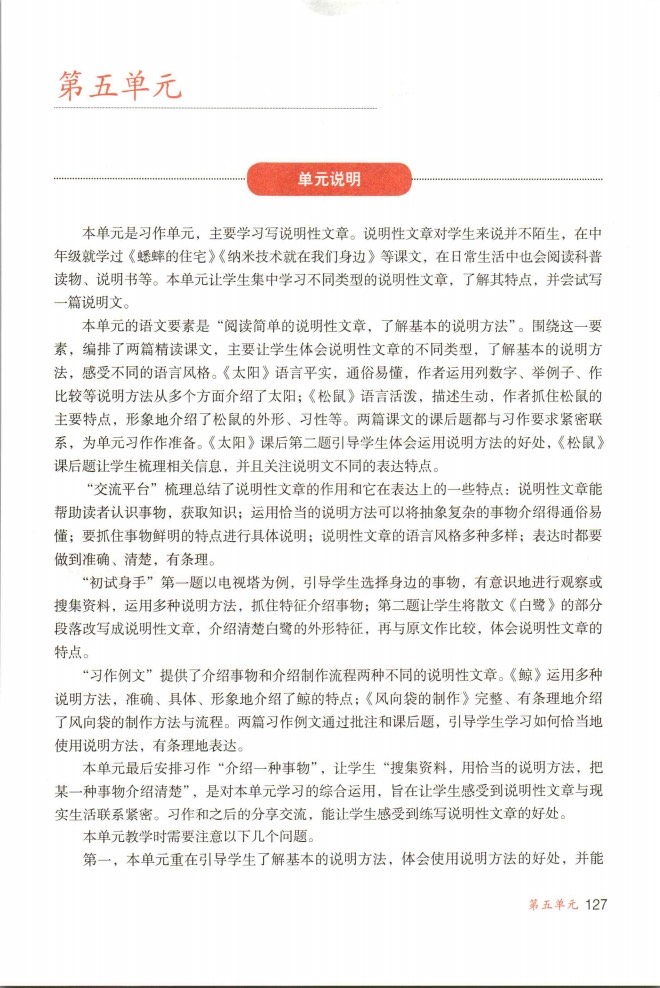 第五单元
单元说明
本单元是习作单元，主要学习写说明性文章。说明性文章对学生来说并不陌生，在中
年级就学过《蟋蟀的住宅》《纳米技术就在我们身边》等课文，在日常生活中也会阅读科普
读物、说明书等。本单元让学生集中学习不同类型的说明性文章，了解其特点，并尝试写
一篇说明文。
本单元的语文要素是“阅读简单的说明性文章，了解基本的说明方法”。围绕这一要
素，编排了两篇精读课文，主要让学生体会说明性文章的不同类型，了解基本的说明方
法，感受不同的语言风格。《太阳》语言平实，通俗易懂，作者运用列数字、举例子、作
比较等说明方法从多个方面介绍了太阳；《松鼠》语言活泼，描述生动，作者抓住松鼠的
主要特点，形象地介绍了松鼠的外形、习性等。两篇课文的课后题都与习作要求紧密联
系，为单元习作作准备。《太阳》课后第二题引导学生体会运用说明方法的好处，《松鼠》
课后题让学生梳理相关信息，并且关注说明文不同的表达特点。
“交流平台”梳理总结了说明性文章的作用和它在表达上的一些特点：说明性文章能
帮助读者认识事物，获取知识；运用恰当的说明方法可以将抽象复杂的事物介绍得通俗易
懂；要抓住事物鲜明的特点进行具体说明；说明性文章的语言风格多种多样；表达时都要
做到准确、清楚，有条理。
“初试身手”第一题以电视塔为例，引导学生选择身边的事物，有意识地进行观察或
搜集资料，运用多种说明方法，抓住特征介绍事物；第二题让学生将散文《白鹭》的部分
段落改写成说明性文章，介绍清楚白鹭的外形特征，再与原文作比较，体会说明性文章的
特点。
“习作例文”提供了介绍事物和介绍制作流程两种不同的说明性文章。《鲸》运用多种
说明方法，准确、具体、形象地介绍了鲸的特点；《风向袋的制作》完整、有条理地介绍
了风向袋的制作方法与流程。两篇习作例文通过批注和课后题，引导学生学习如何恰当地
使用说明方法，有条理地表达。
本单元最后安排习作“介绍一种事物”，让学生“搜集资料，用恰当的说明方法，把
某一种事物介绍清楚”，是对本单元学习的综合运用，旨在让学生感受到说明性文章与现
实生活联系紧密。习作和之后的分享交流，能让学生感受到练写说明性文章的好处。
本单元教学时需要注意以下几个问题。
第一，本单元重在引导学生了解基本的说明方法，体会使用说明方法的好处，并能
第五单元 127